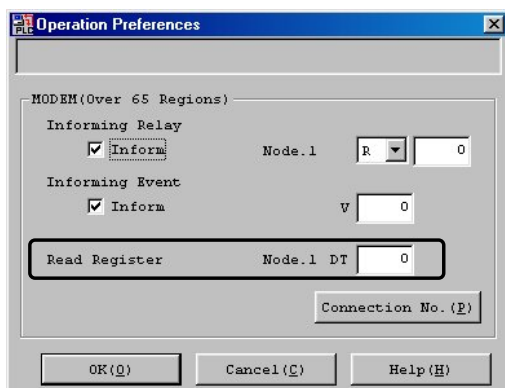 PLC Operation Preferences
MODEM(Over 65 Regions)
Informing Relay
Inform Node.1 R 0
Informing Event
Inform V 0
Read Register Node.1 DT 0
Connection No.(P)
OK(O) Cancel(C) Help(H)